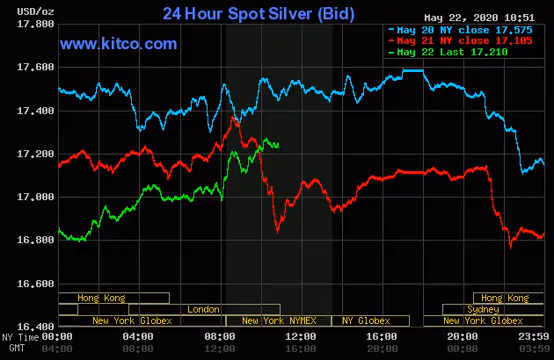 USD/oz
24 Hour Spot Silver (Bid)
May 22, 2020 10:51
www.kitco.com
May 20 NY close 17.575
May 21 NY close 17.105
May 22 Last 17.210
17.800
17.600
17.400
17.200
17.000
16.800
16.600
16.400
Hong Kong
Hong Kong
London
Sydney
New York Globex
New York NYMEX
NY Globex
New York Globex
NY Time 00:00 04:00 08:00 12:00 16:00 20:00 23:59
GMT 04:00 08:00 12:00 16:00 20:00 00:00 03:59